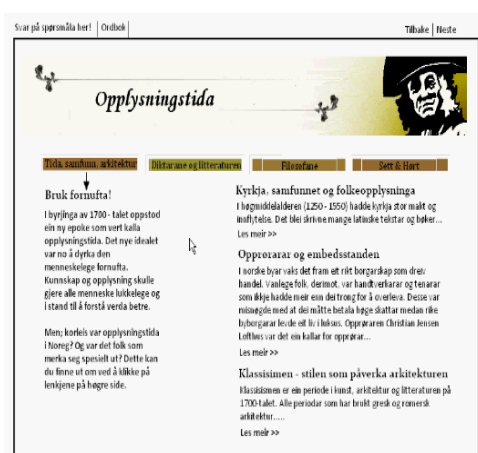 Svar på spørsmåla her! Ordbok
Tilbake Neste
Opplysningstida
Tida, samfunn, arkitektur Diktarane og litteraturen Filosofane Sett & Høyrt
Bruk fornufta!
I byrjinga av 1700 - talet oppstod
ein ny epoke som vert kalla
opplysningstida. Det nye idealet
var no å dyrka den
menneskelege fornufta.
Kunnskap og opplysning skulle
gjere alle menneske lukkelege og
i stand til å forstå verda betre.
Men; korleis var opplysningstida
i Noreg? Og var det folk som
merka seg spesielt ut? Dette kan
du finne ut om ved å klikke på
lenkjene på høgre side.
Kyrkja, samfunnet og folkeopplysninga
I høgmiddelalderen (1250 - 1550) hadde kyrkja stor makt og
innflytelse. Det blei skrivne mange latinske tekstar og bøker...
Les meir >>
Opprorarar og embedsstanden
I norske byar vaks det fram eit rikt borgarskap som dreiv
handel. Vanlege folk, derimot, var handtverkarar og tenarar
som ikkje hadde meir enn dei trong for å overleva. Desse var
misnøgde med at dei måtte betala høge skattar medan rike
byborgarar levde eit liv i luksus. Opprøraren Christian Jensen
Lofthus var det ein kallar for opprørar...
Les meir >>
Klassisimen - stilen som påverka arkitekturen
Klassisismen er ein periode i kunst, arkitektur og litteraturen på
1700-talet. Alle periodar som har brukt gresk og romersk
arkitektur.....
Les meir >>